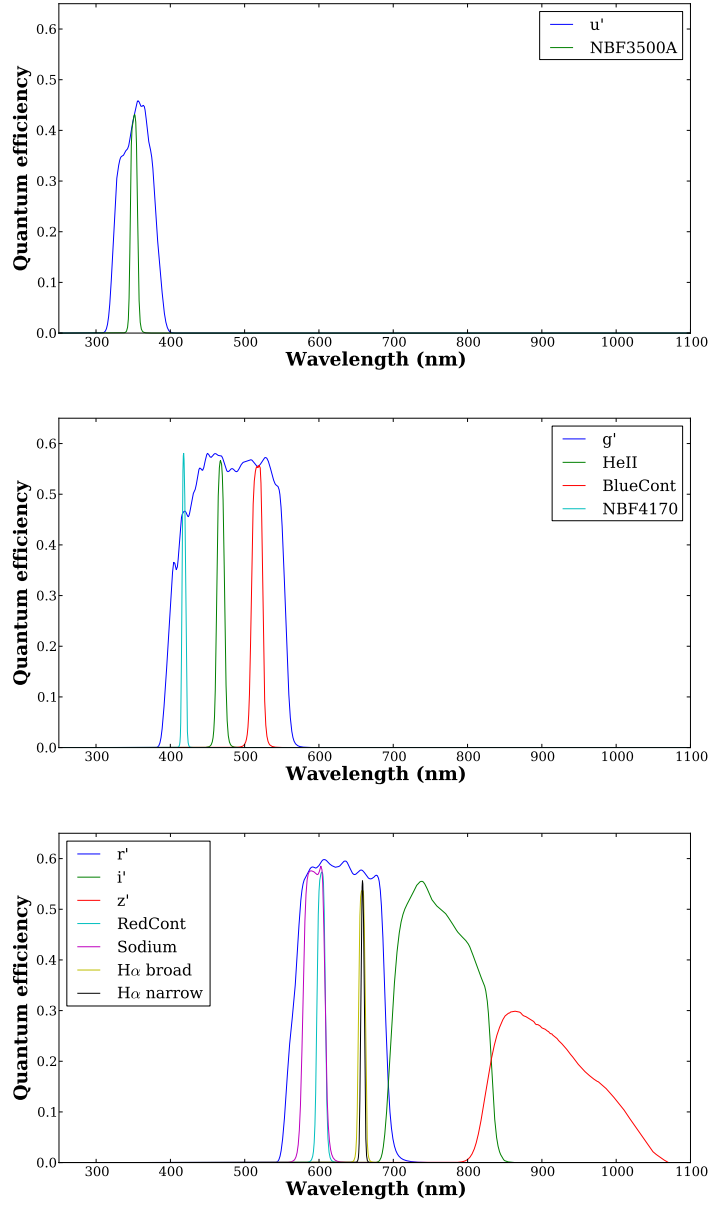 0.6
0.5
0.4
0.3
0.2
0.1
0.0
Quantum efficiency
u'
NBF3500A
300 400 500 600 700 800 900 1000 1100
Wavelength (nm)
0.6
0.5
0.4
0.3
0.2
0.1
0.0
Quantum efficiency
g'
HeII
BlueCont
NBF4170
300 400 500 600 700 800 900 1000 1100
Wavelength (nm)
0.6
0.5
0.4
0.3
0.2
0.1
0.0
Quantum efficiency
r'
i'
z'
RedCont
Sodium
Hα broad
Hα narrow
300 400 500 600 700 800 900 1000 1100
Wavelength (nm)